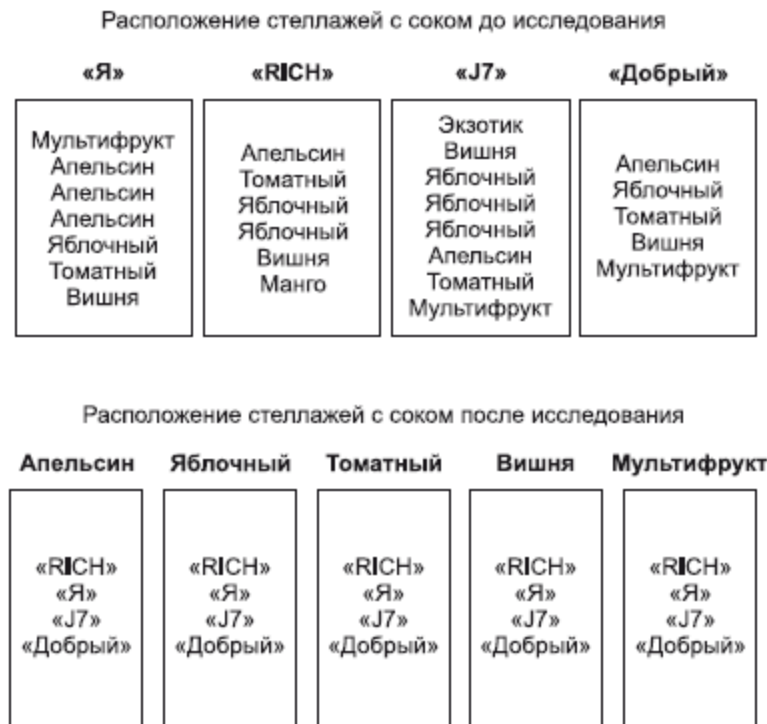 Расположение стеллажей с соком до исследования
«Я» «RICH» «J7» «Добрый»
Мультифрукт
Апельсин
Апельсин
Апельсин
Яблочный
Томатный
Вишня
Апельсин
Томатный
Яблочный
Яблочный
Вишня
Манго
Экзотик
Вишня
Яблочный
Яблочный
Яблочный
Апельсин
Томатный
Мультифрукт
Апельсин
Яблочный
Томатный
Вишня
Мультифрукт
Расположение стеллажей с соком после исследования
Апельсин Яблочный Томатный Вишня Мультифрукт
«RICH»
«Я»
«J7»
«Добрый»
«RICH»
«Я»
«J7»
«Добрый»
«RICH»
«Я»
«J7»
«Добрый»
«RICH»
«Я»
«J7»
«Добрый»
«RICH»
«Я»
«J7»
«Добрый»